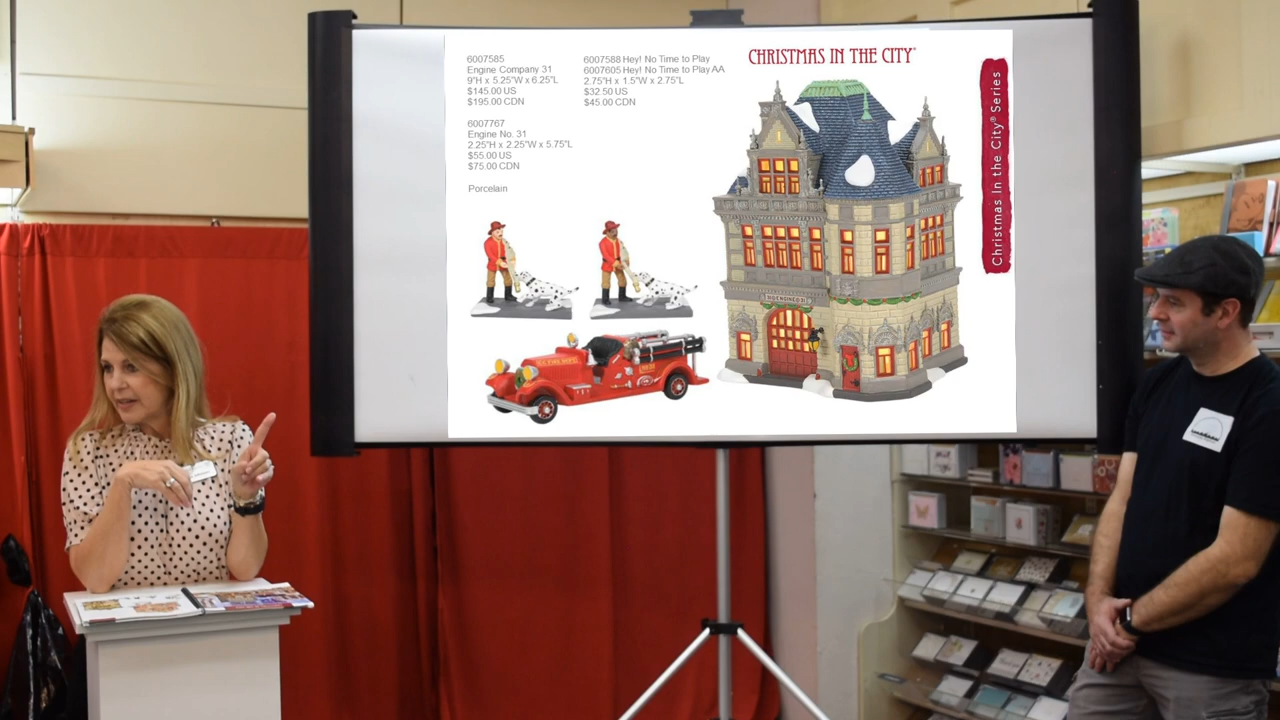 6007585
Engine Company 31
9"H x 5.25"W x 6.25"L
$145.00 US
$195.00 CDN
6007767
Engine No. 31
2.25"H x 2.25"W x 5.75"L
$55.00 US
$75.00 CDN
Porcelain
6007588 Hey! No Time to Play
6007605 Hey! No Time to Play AA
2.75"H x 1.5"W x 2.75"L
$32.50 US
$45.00 CDN
CHRISTMAS IN THE CITY®
Christmas In the City® Series